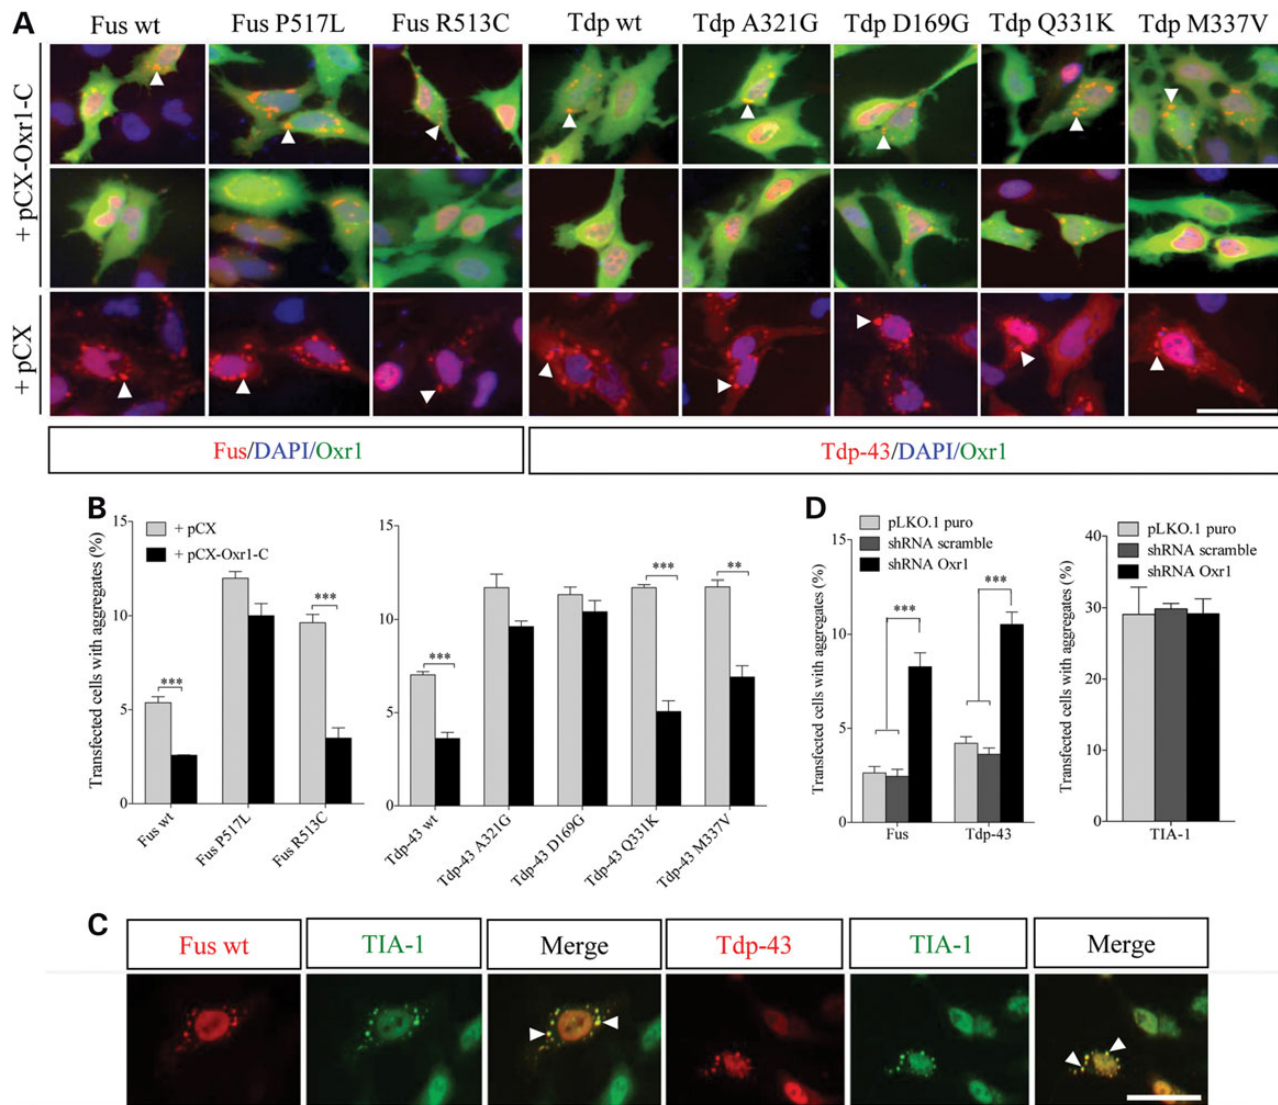 A
Fus wt Fus P517L Fus R513C Tdp wt Tdp A321G Tdp D169G Tdp Q331K Tdp M337V
+ pCX-Oxr1-C
+ pCX
Fus/DAPI/Oxr1 Tdp-43/DAPI/Oxr1
B
Transfected cells with aggregates (%)
15
10
5
0
+ pCX
+ pCX-Oxr1-C
***
***
Fus wt Fus P517L Fus R513C
15
10
5
0
***
***
**
Tdp-43 wt Tdp-43 A321G Tdp-43 D169G Tdp-43 Q331K Tdp-43 M337V
D
Transfected cells with aggregates (%)
15
10
5
0
pLKO.1 puro
shRNA scramble
shRNA Oxr1
***
***
Fus Tdp-43
Transfected cells with aggregates (%)
40
30
20
10
0
pLKO.1 puro
shRNA scramble
shRNA Oxr1
TIA-1
C
Fus wt TIA-1 Merge Tdp-43 TIA-1 Merge